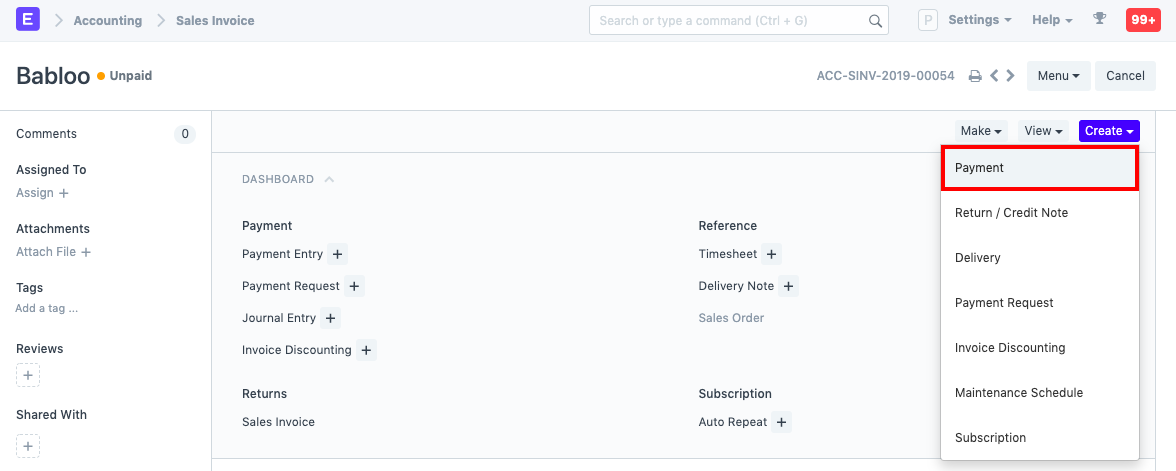 E Accounting Sales Invoice Search or type a command (Ctrl + G) P Settings Help 99+
Babloo Unpaid ACC-SINV-2019-00054 Menu Cancel
Comments 0
Assigned To
Assign +
Attachments
Attach File +
Tags
Add a tag ...
Reviews
+
Shared With
+
Make View Create
DASHBOARD
Payment
Payment Entry +
Payment Request +
Journal Entry +
Invoice Discounting +
Returns
Sales Invoice
Reference
Timesheet +
Delivery Note +
Sales Order
Subscription
Auto Repeat +
Payment
Return / Credit Note
Delivery
Payment Request
Invoice Discounting
Maintenance Schedule
Subscription